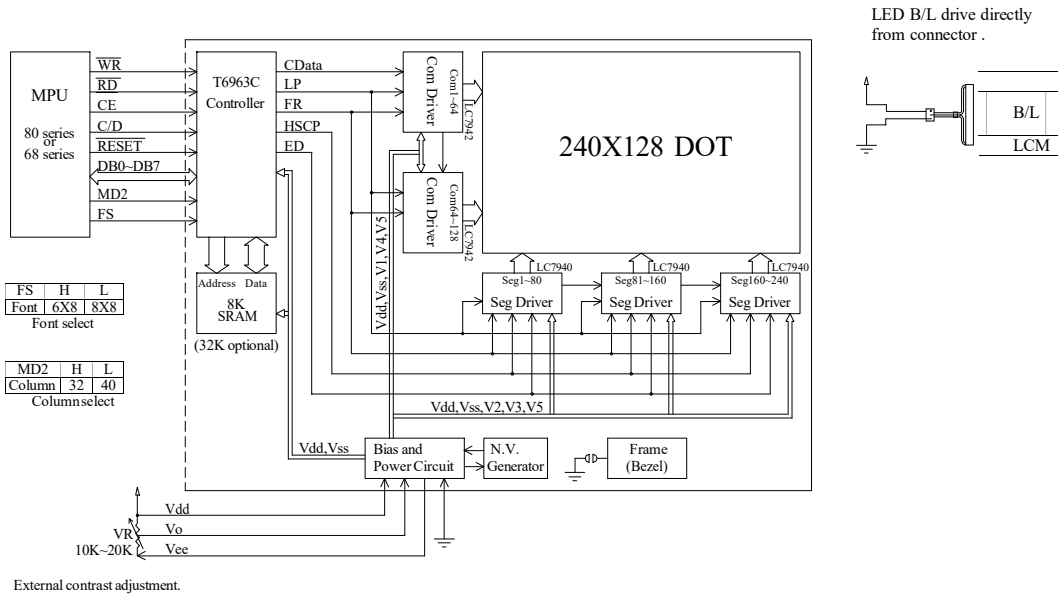 LED B/L drive directly
from connector .
B/L
LCM
MPU
80 series
or
68 series
WR
RD
CE
C/D
RESET
DB0~DB7
MD2
FS
T6963C
Controller
CData
LP
FR
HSCP
ED
Com Driver
Com1~64
LC7942
Com Driver
Com64~128
LC7942
240X128 DOT
Vdd,Vss,V1,V4,V5
Address Data
8K
SRAM
(32K optional)
LC7940
Seg1~80
Seg Driver
LC7940
Seg81~160
Seg Driver
LC7940
Seg160~240
Seg Driver
FS H L
Font 6X8 8X8
Font select
MD2 H L
Column 32 40
Column select
Vdd,Vss,V2,V3,V5
Vdd,Vss
Bias and
Power Circuit
N.V.
Generator
Frame
(Bezel)
Vdd
Vo
Vee
VR
10K~20K
External contrast adjustment.